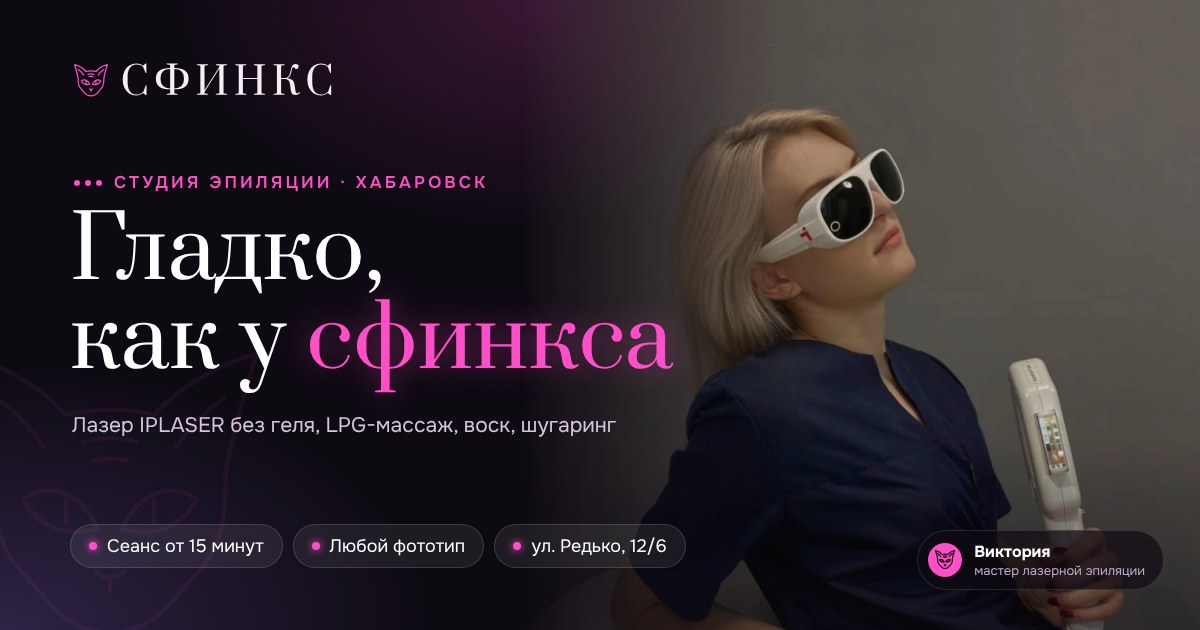 СФИНКС
СТУДИЯ ЭПИЛЯЦИИ · ХАБАРОВСК
Гладко,
как у сфинкса
Лазер IPLASER без геля, LPG-массаж, воск, шугаринг
Сеанс от 15 минут
Любой фототип
ул. Редько, 12/6
Виктория
мастер лазерной эпиляции